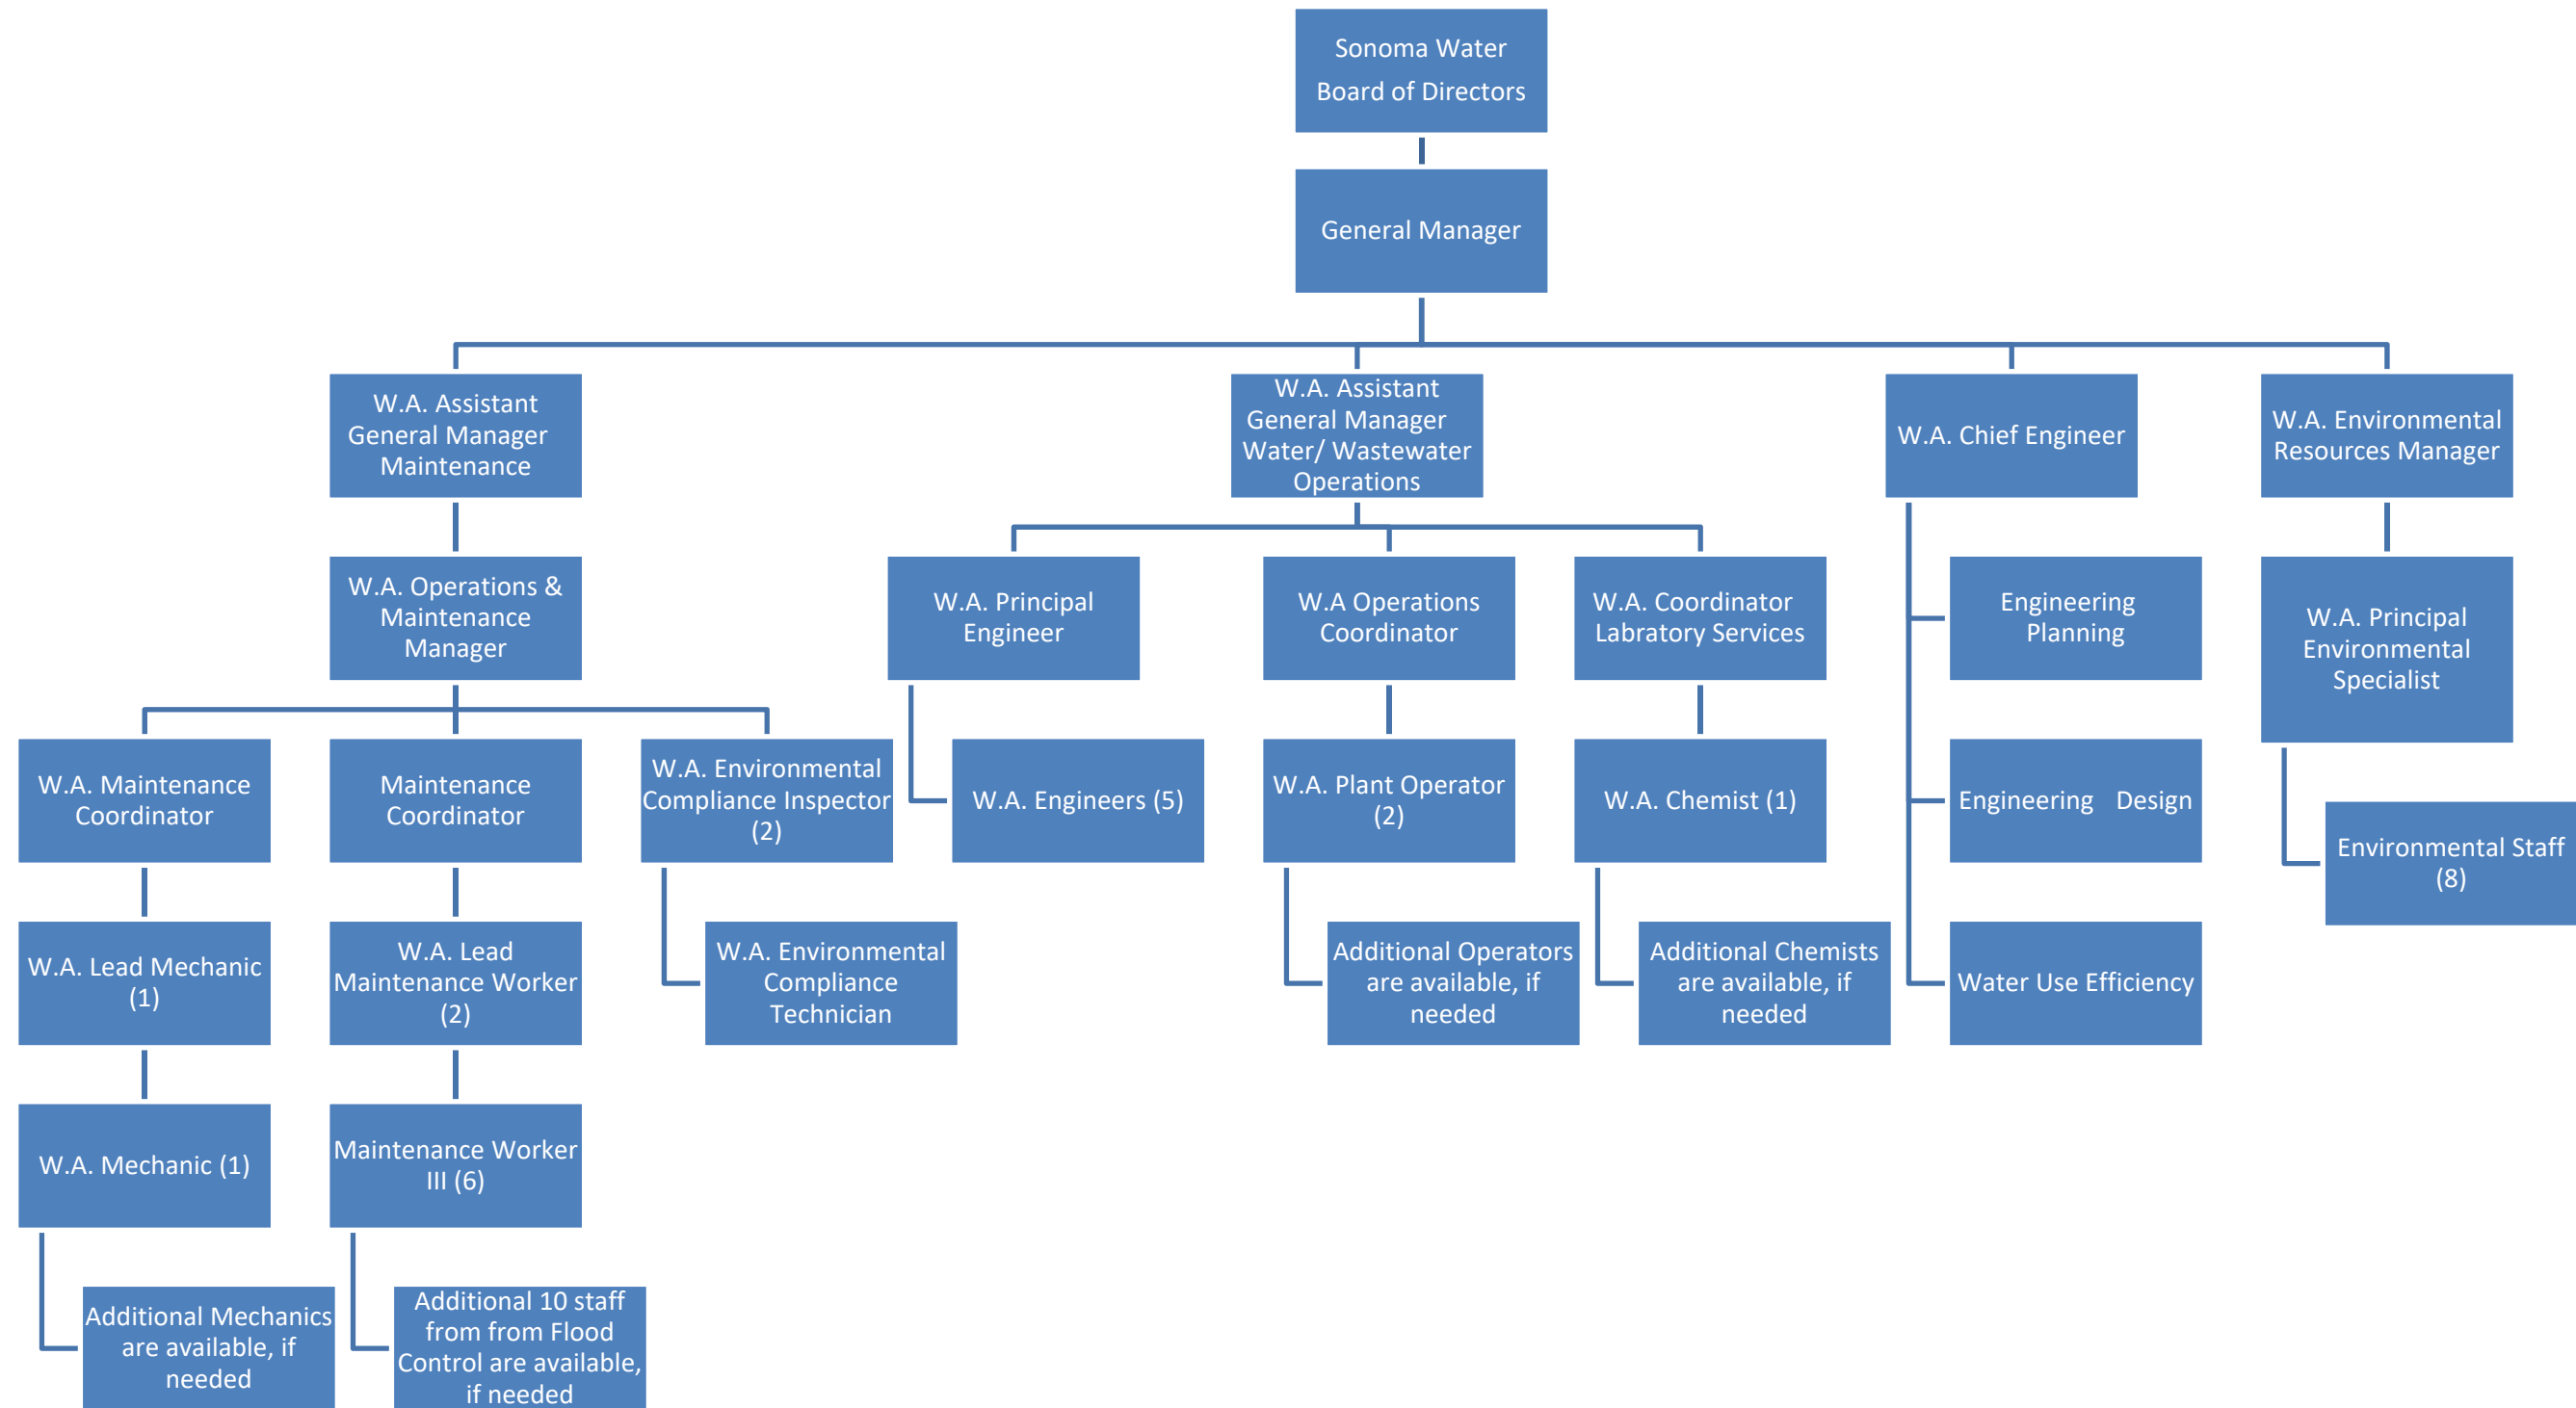 Sonoma Water
Board of Directors
General Manager
W.A. Assistant
General Manager
Maintenance
W.A. Assistant
General Manager
Water/ Wastewater
Operations
W.A. Chief Engineer
W.A. Environmental
Resources Manager
W.A. Operations &
Maintenance
Manager
W.A. Principal
Engineer
W.A Operations
Coordinator
W.A. Coordinator
Labratory Services
Engineering
Planning
W.A. Principal
Environmental
Specialist
W.A. Maintenance
Coordinator
Maintenance
Coordinator
W.A. Environmental
Compliance Inspector
(2)
W.A. Engineers (5)
W.A. Plant Operator
(2)
W.A. Chemist (1)
Engineering Design
Environmental Staff
(8)
W.A. Lead Mechanic
(1)
W.A. Lead
Maintenance Worker
(2)
W.A. Environmental
Compliance
Technician
Additional Operators
are available, if
needed
Additional Chemists
are available, if
needed
Water Use Efficiency
W.A. Mechanic (1)
Maintenance Worker
III (6)
Additional Mechanics
are available, if
needed
Additional 10 staff
from from Flood
Control are available,
if needed